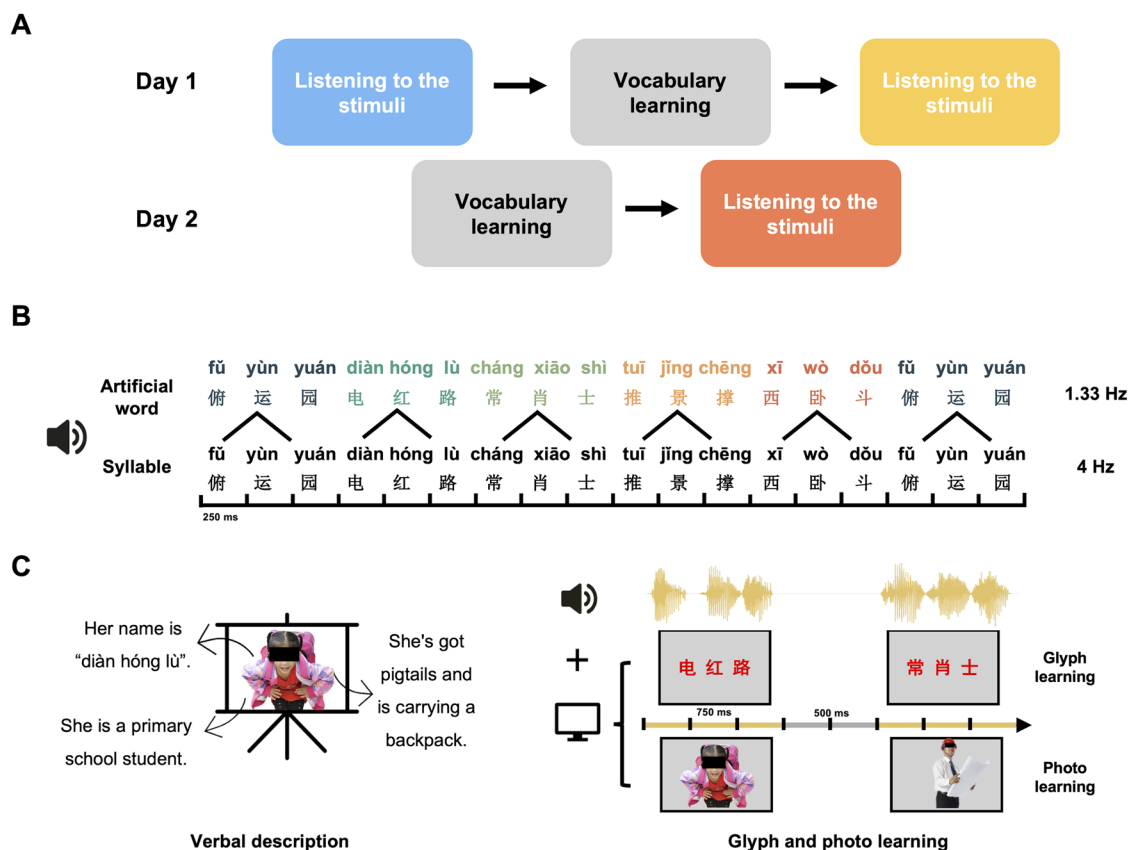 A
Day 1
Listening to the
stimuli
Vocabulary
learning
Listening to the
stimuli
Day 2
Vocabulary
learning
Listening to the
stimuli
B
Artificial
word
fǔ yùn yuán diàn hóng lù cháng xiāo shì tuī jǐng chēng xī wò dǒu fǔ yùn yuán
俯 运 园 电 红 路 常 肖 士 推 景 撑 西 卧 斗 俯 运 园
1.33 Hz
Syllable
fǔ yùn yuán diàn hóng lù cháng xiāo shì tuī jǐng chēng xī wò dǒu fǔ yùn yuán
俯 运 园 电 红 路 常 肖 士 推 景 撑 西 卧 斗 俯 运 园
4 Hz
250 ms
C
Her name is
“diàn hóng lù”.
She is a primary
school student.
She's got
pigtails and
is carrying a
backpack.
Verbal description
+
电 红 路
常 肖 士
Glyph
learning
750 ms
500 ms
Photo
learning
Glyph and photo learning